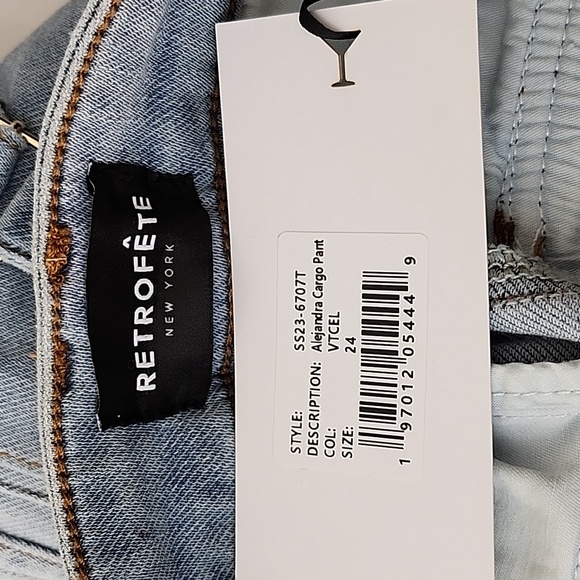 RETROFÊTE
NEW YORK
STYLE: SS23-6707T
DESCRIPTION: Alejandra Cargo Pant
COL: VTCEL
SIZE: 24
1 97012 05444 9